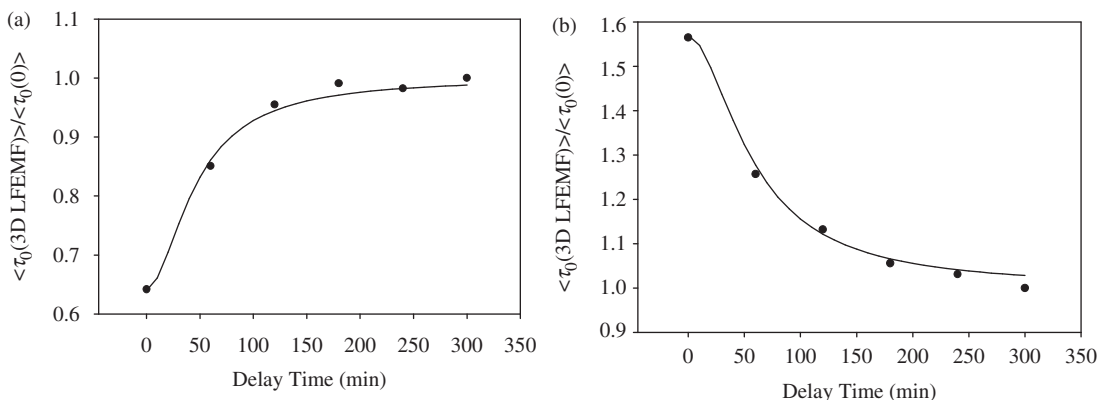 (a)
<τ0(3D LFEMF)>/<τ0(0)>
1.1
1.0
0.9
0.8
0.7
0.6
0 50 100 150 200 250 300 350
Delay Time (min)
(b)
<τ0(3D LFEMF)>/<τ0(0)>
1.6
1.5
1.4
1.3
1.2
1.1
1.0
0.9
0 50 100 150 200 250 300 350
Delay Time (min)